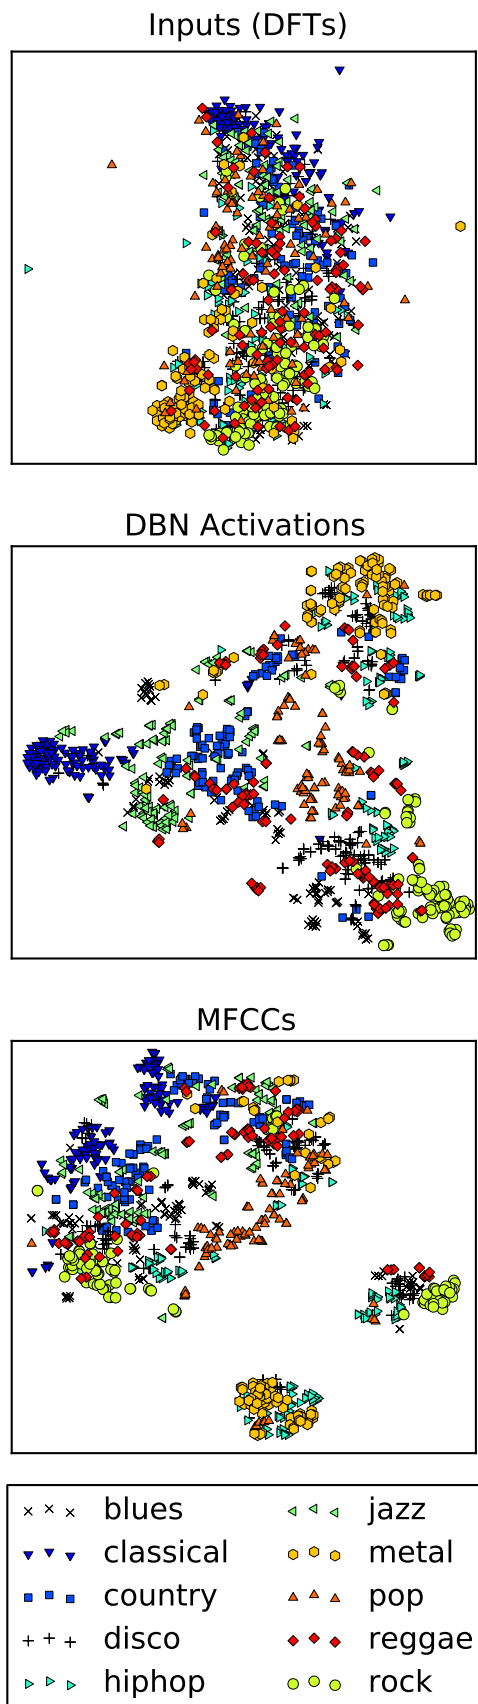 Inputs (DFTs)
DBN Activations
MFCCs
blues jazz
classical metal
country pop
disco reggae
hiphop rock